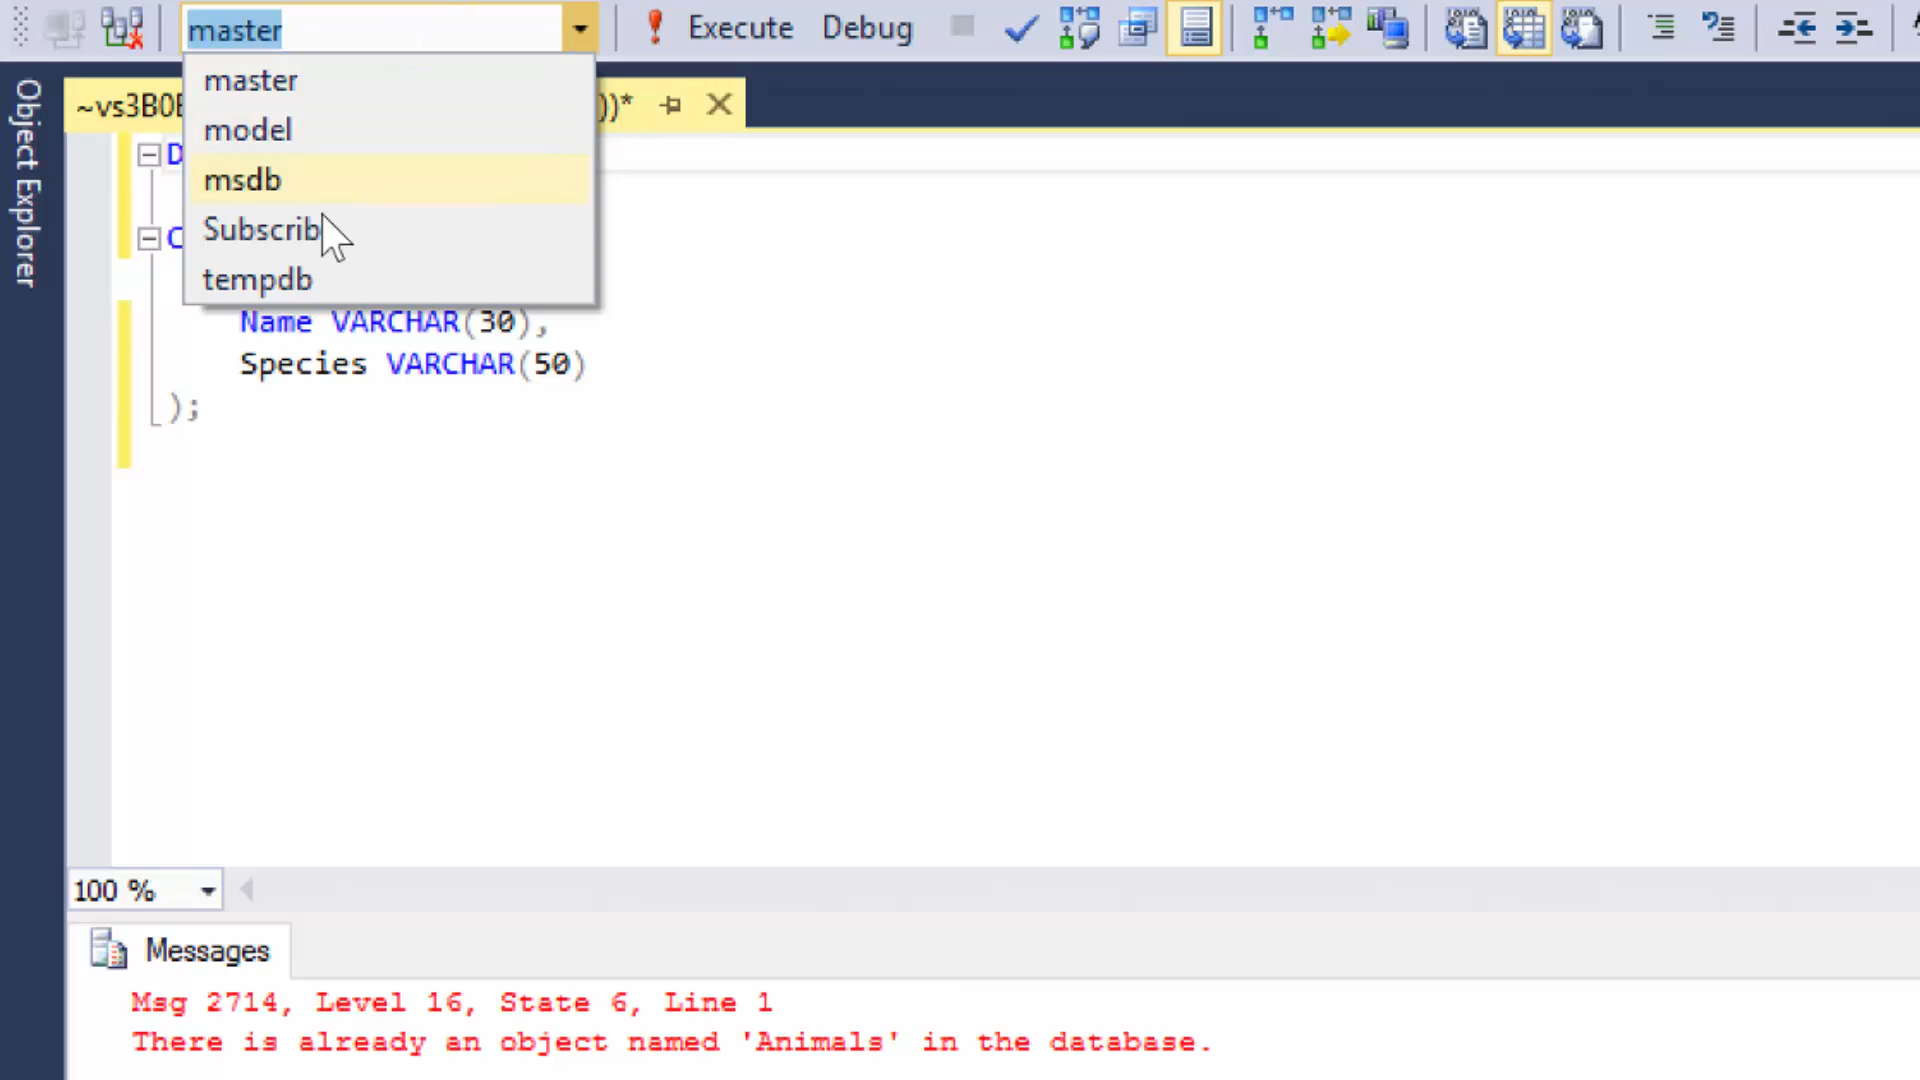 master
Execute Debug
Object Explorer
master
model
msdb
Subscrib
tempdb
~vs3B0 ))*
D
C
Name VARCHAR(30),
Species VARCHAR(50)
);
100 %
Messages
Msg 2714, Level 16, State 6, Line 1
There is already an object named 'Animals' in the database.